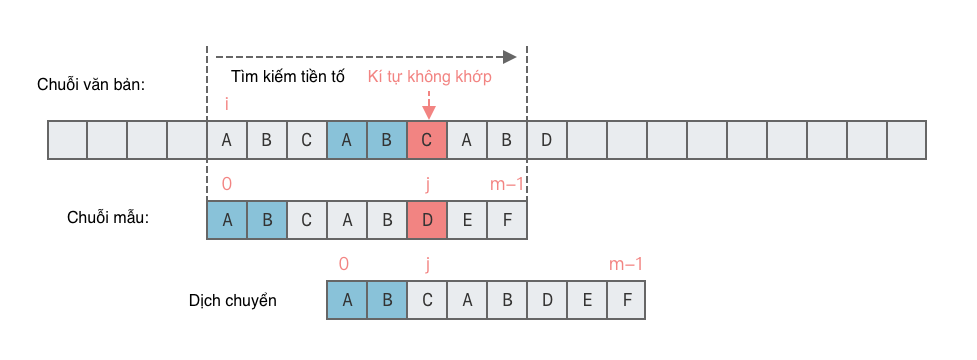 Tìm kiếm tiền tố Kí tự không khớp
Chuỗi văn bản:
i
A B C A B C A B D
0 j m–1
Chuỗi mẫu:
A B C A B D E F
0 j m–1
Dịch chuyển
A B C A B D E F